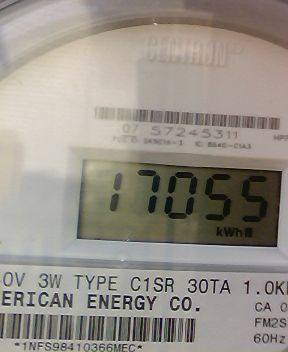 CENTRON
07 57245311
17055
kWh
0V 3W TYPE C1SR 30TA 1.0K
ERICAN ENERGY CO.
CA 0
FM2S
60Hz
*1NFS98410366MEC*